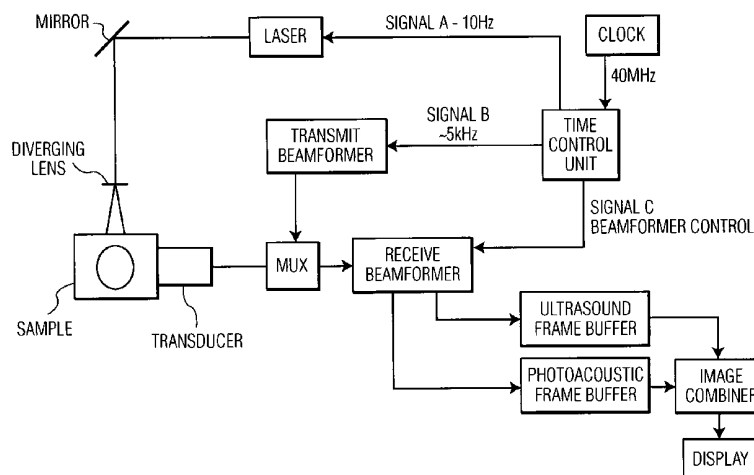 MIRROR
LASER
SIGNAL A - 10Hz
CLOCK
40MHz
SIGNAL B
~5kHz
TRANSMIT
BEAMFORMER
TIME
CONTROL
UNIT
DIVERGING
LENS
SIGNAL C
BEAMFORMER CONTROL
MUX
RECEIVE
BEAMFORMER
SAMPLE
TRANSDUCER
ULTRASOUND
FRAME BUFFER
PHOTOACOUSTIC
FRAME BUFFER
IMAGE
COMBINER
DISPLAY